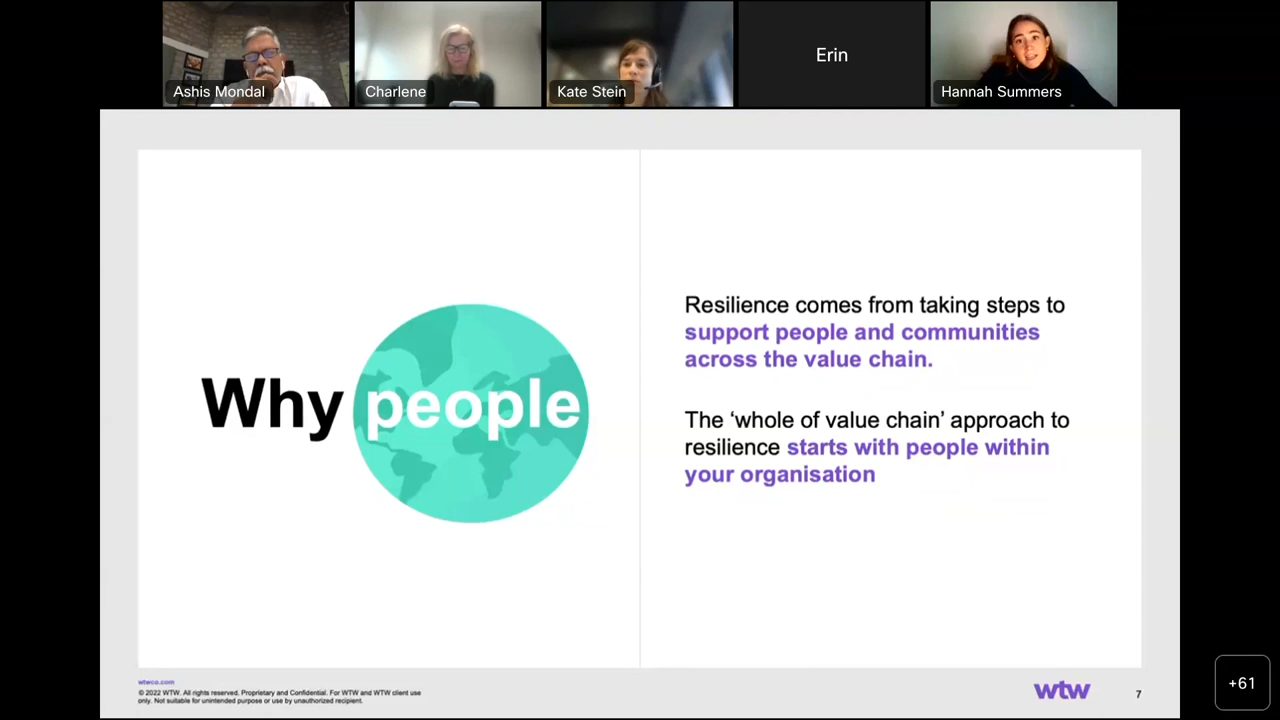 Ashis Mondal
Charlene
Kate Stein
Erin
Hannah Summers
Why people
Resilience comes from taking steps to
support people and communities
across the value chain.
The ‘whole of value chain’ approach to
resilience starts with people within
your organisation
wtwco.com
© 2022 WTW. All rights reserved. Proprietary and Confidential. For WTW and WTW client use
only. Not suitable for unintended purpose or use by unauthorized recipient.
wtw
7
+61